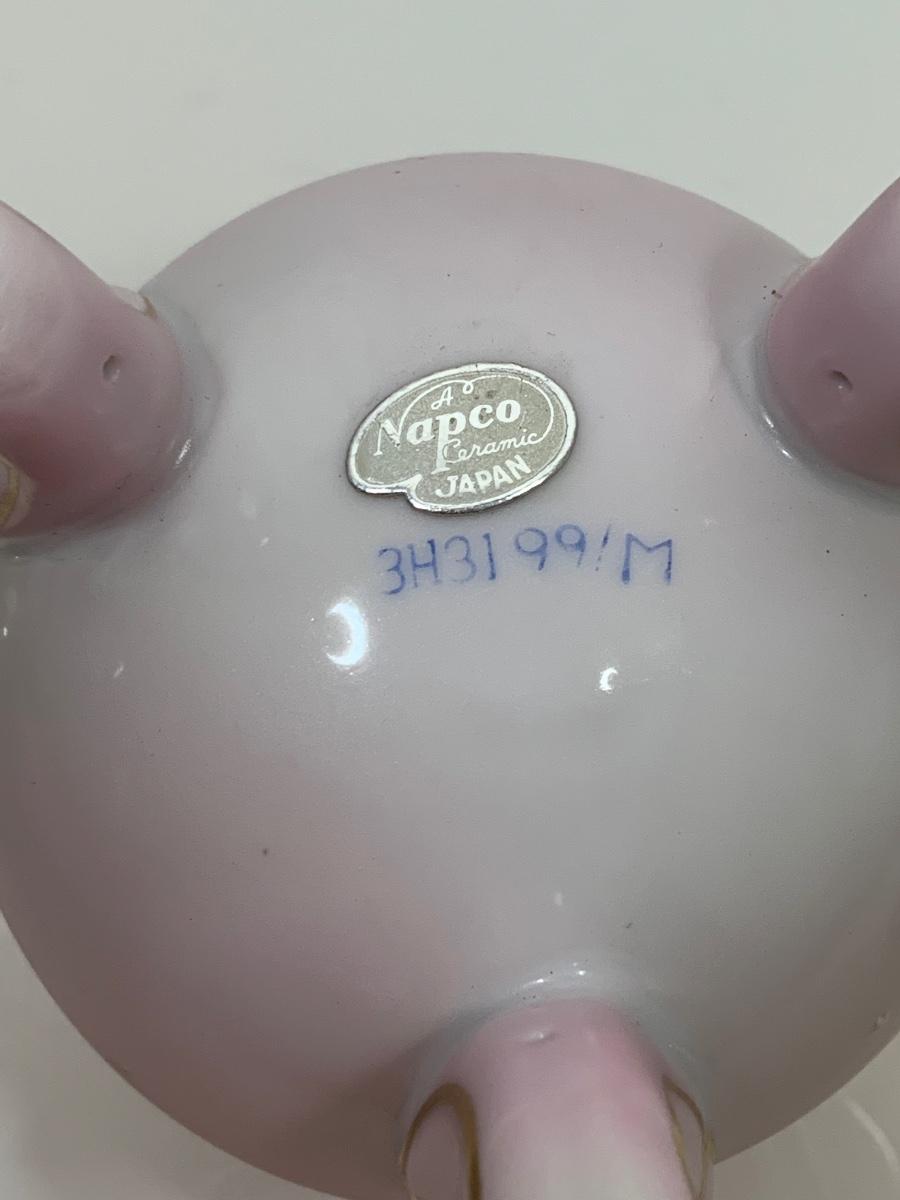 A
Napco
Ceramic
JAPAN
3H3199/M